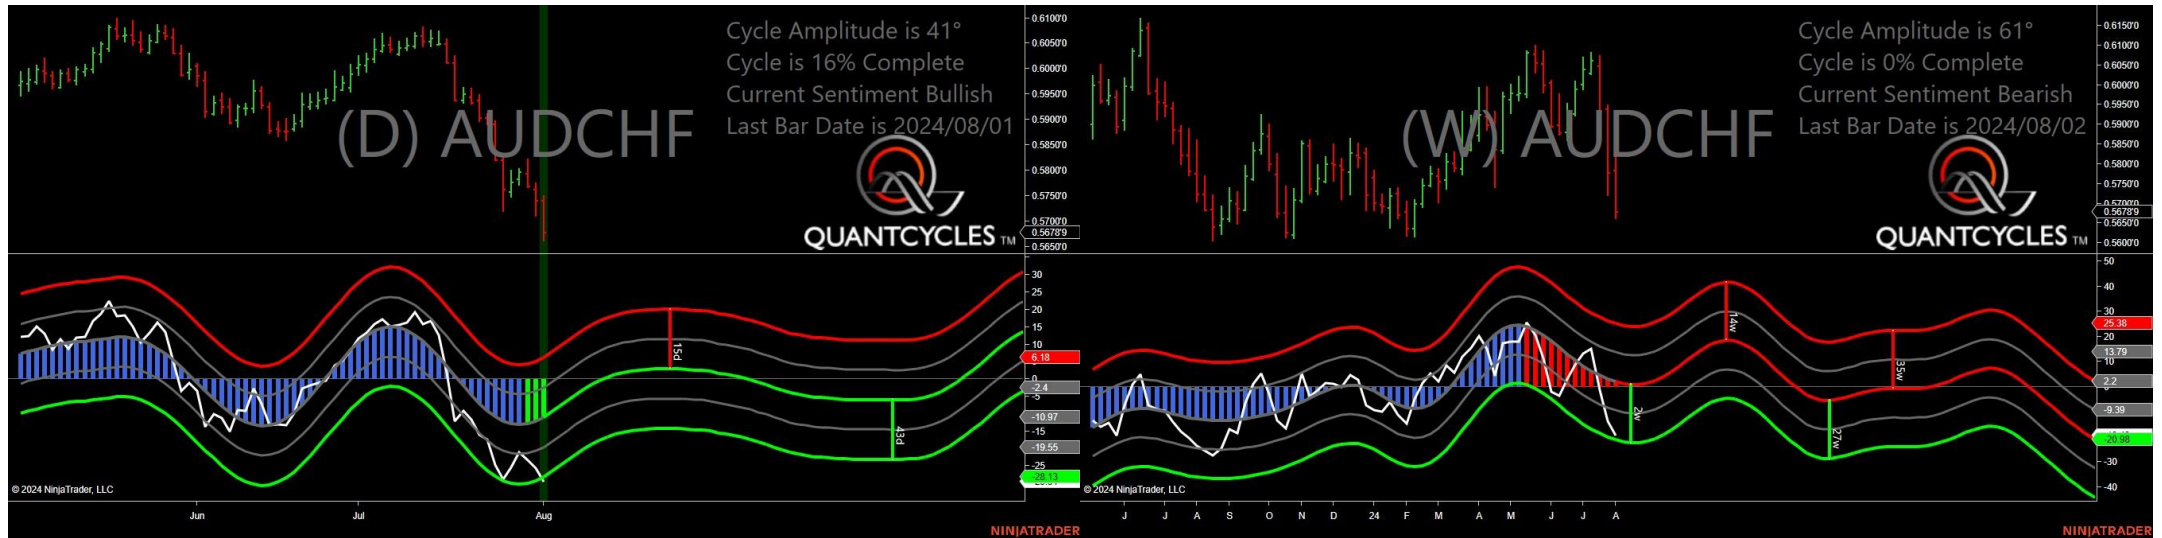 Cycle Amplitude is 41°
Cycle is 16% Complete
Current Sentiment Bullish
Last Bar Date is 2024/08/01
(D) AUDCHF
QUANTCYCLES TM
0.6100'0
0.6050'0
0.6000'0
0.5950'0
0.5900'0
0.5850'0
0.5800'0
0.5750'0
0.5700'0
0.5678'9
0.5650'0
30
25
20
15
10
6.18
0
-2.4
-5
-10.97
-15
-19.55
-25
-28.13
15d
43d
© 2024 NinjaTrader, LLC
Jun Jul Aug
NINJATRADER
Cycle Amplitude is 61°
Cycle is 0% Complete
Current Sentiment Bearish
Last Bar Date is 2024/08/02
(W) AUDCHF
QUANTCYCLES TM
0.6150'0
0.6100'0
0.6050'0
0.6000'0
0.5950'0
0.5900'0
0.5850'0
0.5800'0
0.5750'0
0.5700'0
0.5678'9
0.5650'0
0.5600'0
50
40
30
25.38
20
13.79
10
2.2
-9.39
-20.98
-30
-40
14w
35w
2w
27w
© 2024 NinjaTrader, LLC
J J A S O N D 24 F M A M J J A
NINJATRADER